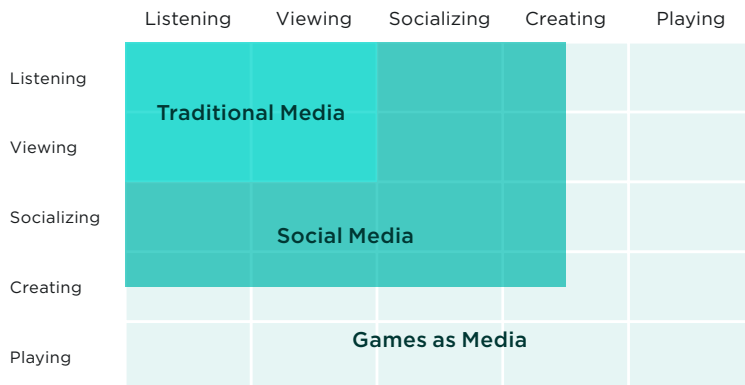 Listening Viewing Socializing Creating Playing
Listening
Traditional Media
Viewing
Socializing
Social Media
Creating
Games as Media
Playing